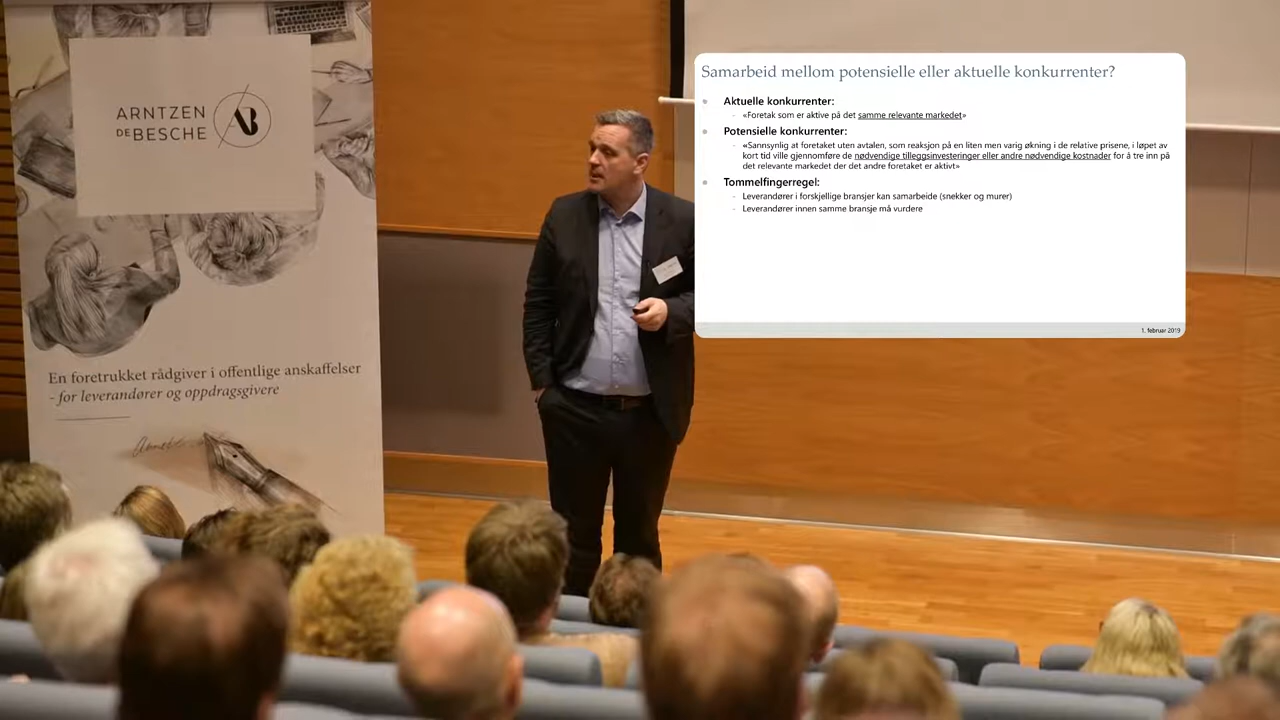 ARNTZEN
DE BESCHE
En foretrukket rådgiver i offentlige anskaffelser
- for leverandører og oppdragsgivere
Samarbeid mellom potensielle eller aktuelle konkurrenter?
Aktuelle konkurrenter:
- «Foretak som er aktive på det samme relevante markedet»
Potensielle konkurrenter:
- «Sannsynlig at foretaket uten avtalen, som reaksjon på en liten men varig økning i de relative prisene, i løpet av
kort tid ville gjennomføre de nødvendige tilleggsinvesteringer eller andre nødvendige kostnader for å tre inn på
det relevante markedet der det andre foretaket er aktivt»
Tommelfingerregel:
- Leverandører i forskjellige bransjer kan samarbeide (snekker og murer)
- Leverandører innen samme bransje må vurdere
1. februar 2019